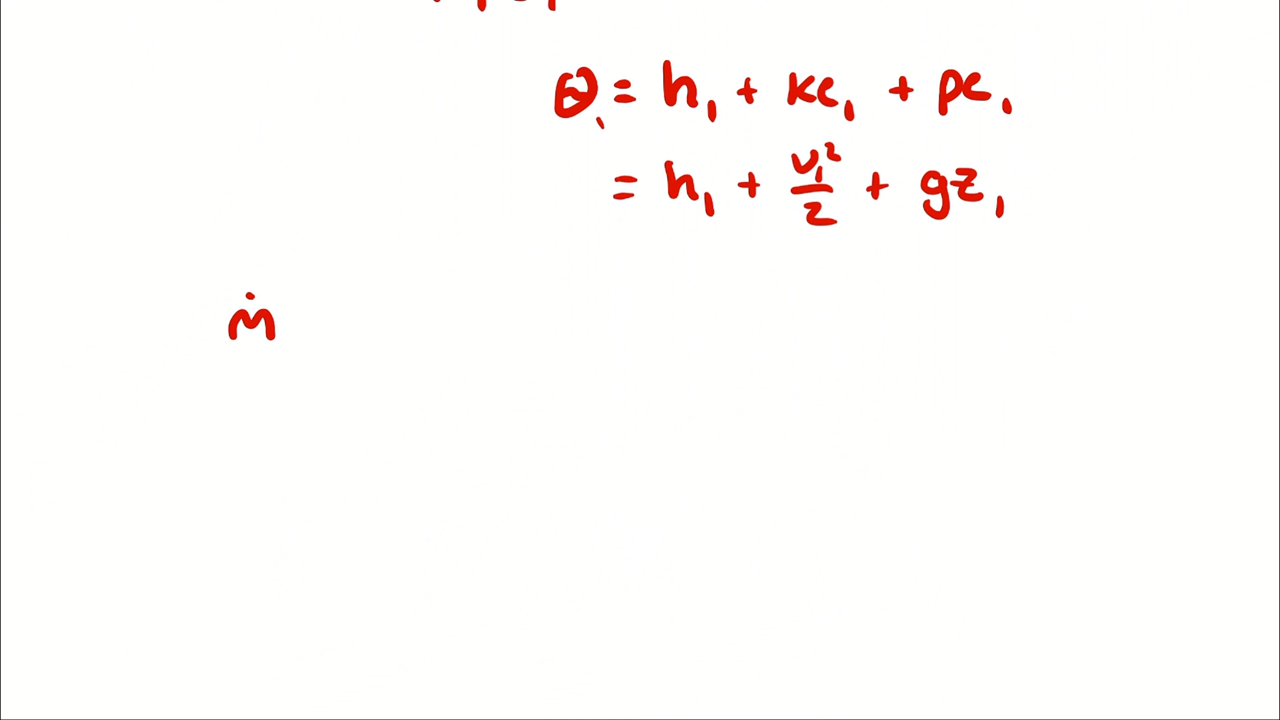 θ₁ = h₁ + ke₁ + pe₁
= h₁ + v₁²/2 + gz₁
ṁ